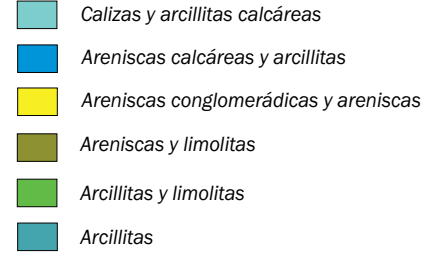 Calizas y arcillitas calcáreas
Areniscas calcáreas y arcillitas
Areniscas conglomerádicas y areniscas
Areniscas y limolitas
Arcillitas y limolitas
Arcillitas